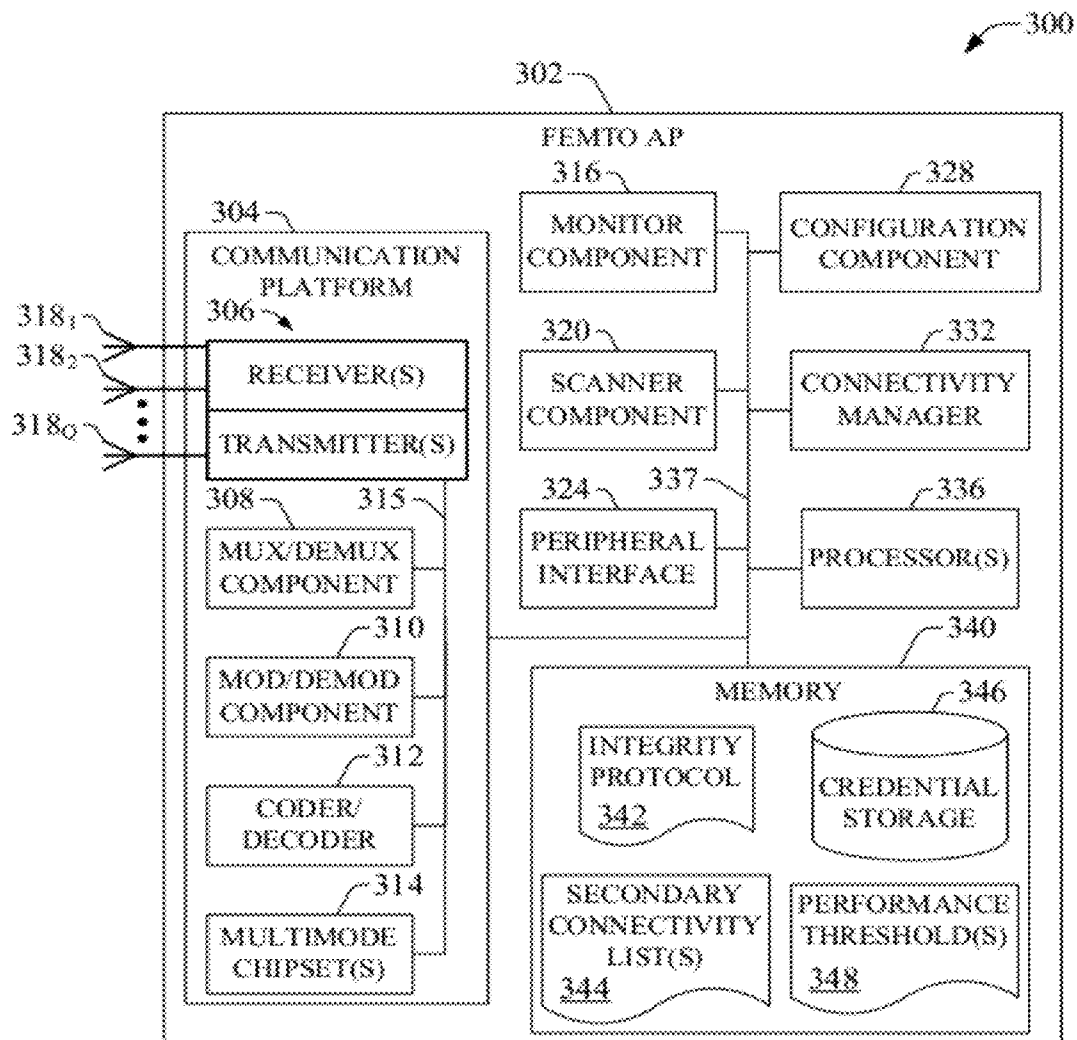 300
302
FEMTO AP
304
COMMUNICATION
PLATFORM
306
318₁
318₂
318Q
RECEIVER(S)
TRANSMITTER(S)
315
308
MUX/DEMUX
COMPONENT
310
MOD/DEMOD
COMPONENT
312
CODER/
DECODER
314
MULTIMODE
CHIPSET(S)
316
MONITOR
COMPONENT
328
CONFIGURATION
COMPONENT
320
SCANNER
COMPONENT
332
CONNECTIVITY
MANAGER
324
PERIPHERAL
INTERFACE
337
336
PROCESSOR(S)
340
MEMORY
INTEGRITY
PROTOCOL
342
346
CREDENTIAL
STORAGE
SECONDARY
CONNECTIVITY
LIST(S)
344
PERFORMANCE
THRESHOLD(S)
348